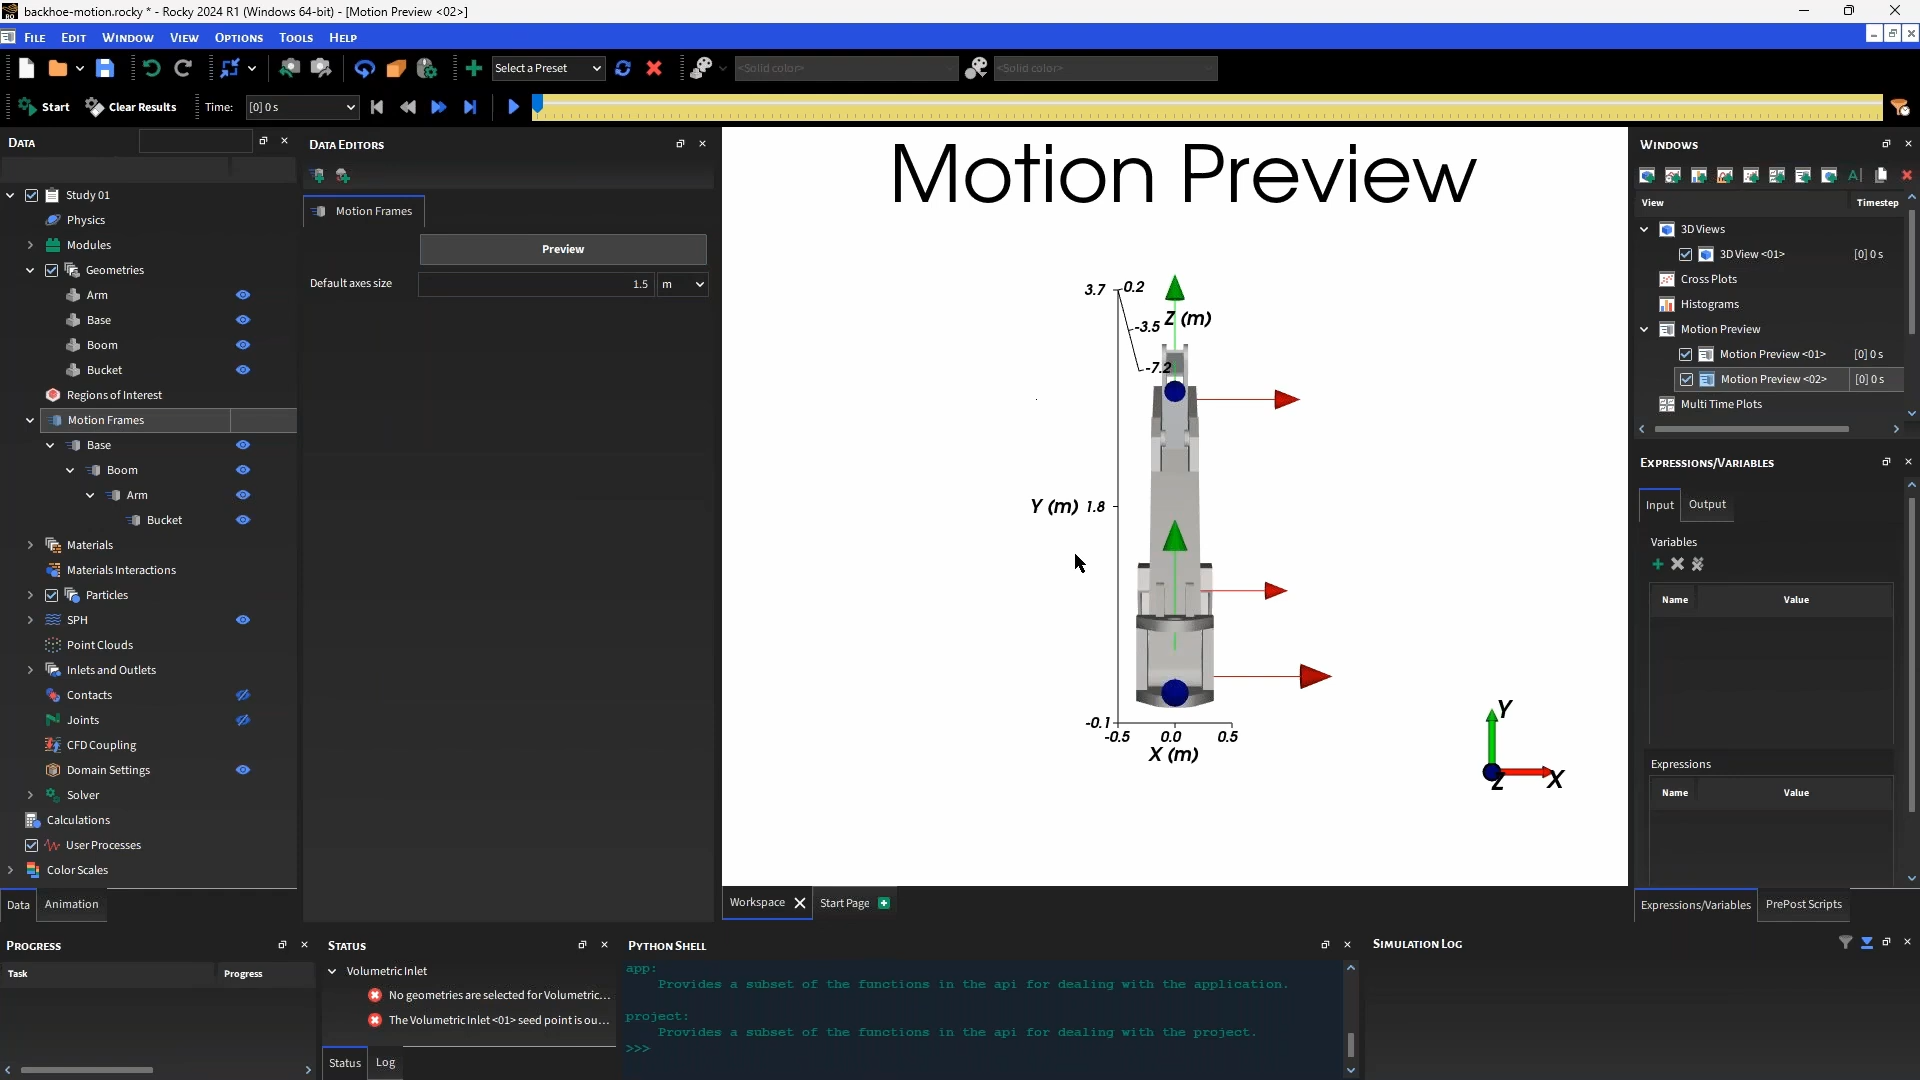 backhoe-motion.rocky * - Rocky 2024 R1 (Windows 64-bit) - [Motion Preview <02>]
FILE EDIT WINDOW VIEW OPTIONS TOOLS HELP
Select a Preset <Solid color> <Solid color>
Start Clear Results Time: [0] 0 s
DATA
Study 01
Physics
Modules
Geometries
Arm
Base
Boom
Bucket
Regions of Interest
Motion Frames
Base
Boom
Arm
Bucket
Materials
Materials Interactions
Particles
SPH
Point Clouds
Inlets and Outlets
Contacts
Joints
CFD Coupling
Domain Settings
Solver
Calculations
User Processes
Color Scales
Data Animation
DATA EDITORS
Motion Frames
Preview
Default axes size 1.5 m
Motion Preview
3.7 0.2
Z (m)
-3.5
-7.2
Y (m) 1.8
-0.1
-0.5 0.0 0.5
X (m)
Y
Z X
Workspace Start Page
WINDOWS
View Timestep
3D Views
3D View <01> [0] 0 s
Cross Plots
Histograms
Motion Preview
Motion Preview <01> [0] 0 s
Motion Preview <02> [0] 0 s
Multi Time Plots
EXPRESSIONS/VARIABLES
Input Output
Variables
Name Value
Expressions
Name Value
Expressions/Variables PrePost Scripts
PROGRESS
Task Progress
STATUS
Volumetric Inlet
No geometries are selected for Volumetric...
The Volumetric Inlet <01> seed point is ou...
Status Log
PYTHON SHELL
app:
Provides a subset of the functions in the api for dealing with the application.
project:
Provides a subset of the functions in the api for dealing with the project.
>>>
SIMULATION LOG